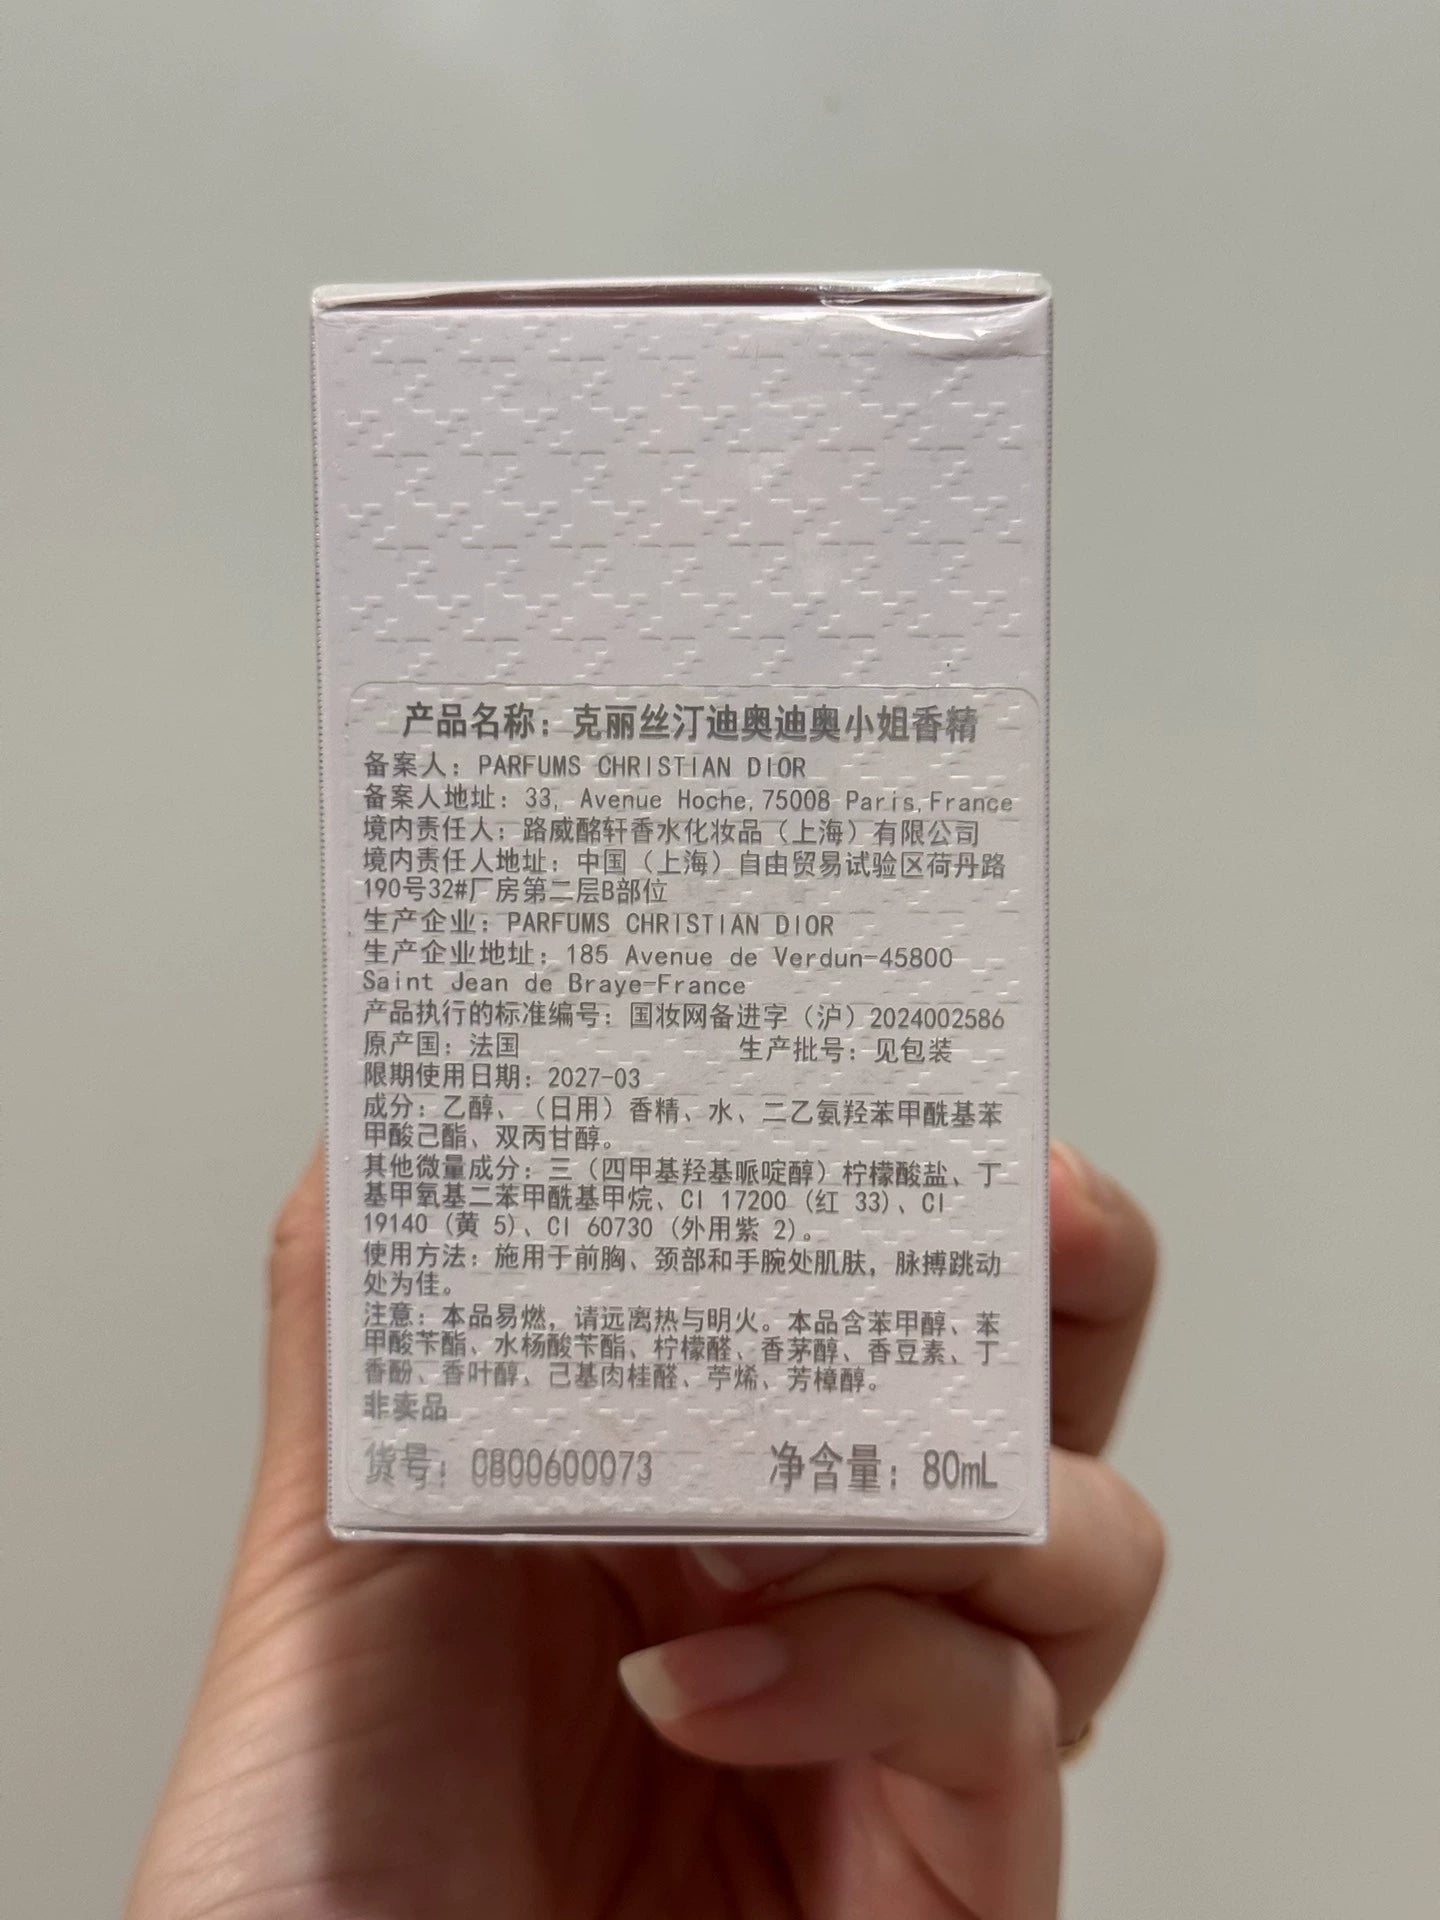 产品名称：克丽丝汀迪奥迪奥小姐香精
备案人：PARFUMS CHRISTIAN DIOR
备案人地址：33, Avenue Hoche,75008 Paris,France
境内责任人：路威酩轩香水化妆品（上海）有限公司
境内责任人地址：中国（上海）自由贸易试验区荷丹路
190号32#厂房第二层B部位
生产企业：PARFUMS CHRISTIAN DIOR
生产企业地址：185 Avenue de Verdun-45800
Saint Jean de Braye-France
产品执行的标准编号：国妆网备进字（沪）2024002586
原产国：法国 生产批号：见包装
限期使用日期：2027-03
成分：乙醇、（日用）香精、水、二乙氨羟苯甲酰基苯
甲酸己酯、双丙甘醇。
其他微量成分：三（四甲基羟基哌啶醇）柠檬酸盐、丁
基甲氧基二苯甲酰基甲烷、CI 17200（红 33）、CI
19140（黄 5）、CI 60730（外用紫 2）。
使用方法：施用于前胸、颈部和手腕处肌肤，脉搏跳动
处为佳。
注意：本品易燃，请远离热与明火。本品含苯甲醇、苯
甲酸苄酯、水杨酸苄酯、柠檬醛、香茅醇、香豆素、丁
香酚、香叶醇、己基肉桂醛、苧烯、芳樟醇。
非卖品
货号：0800600073 净含量：80mL